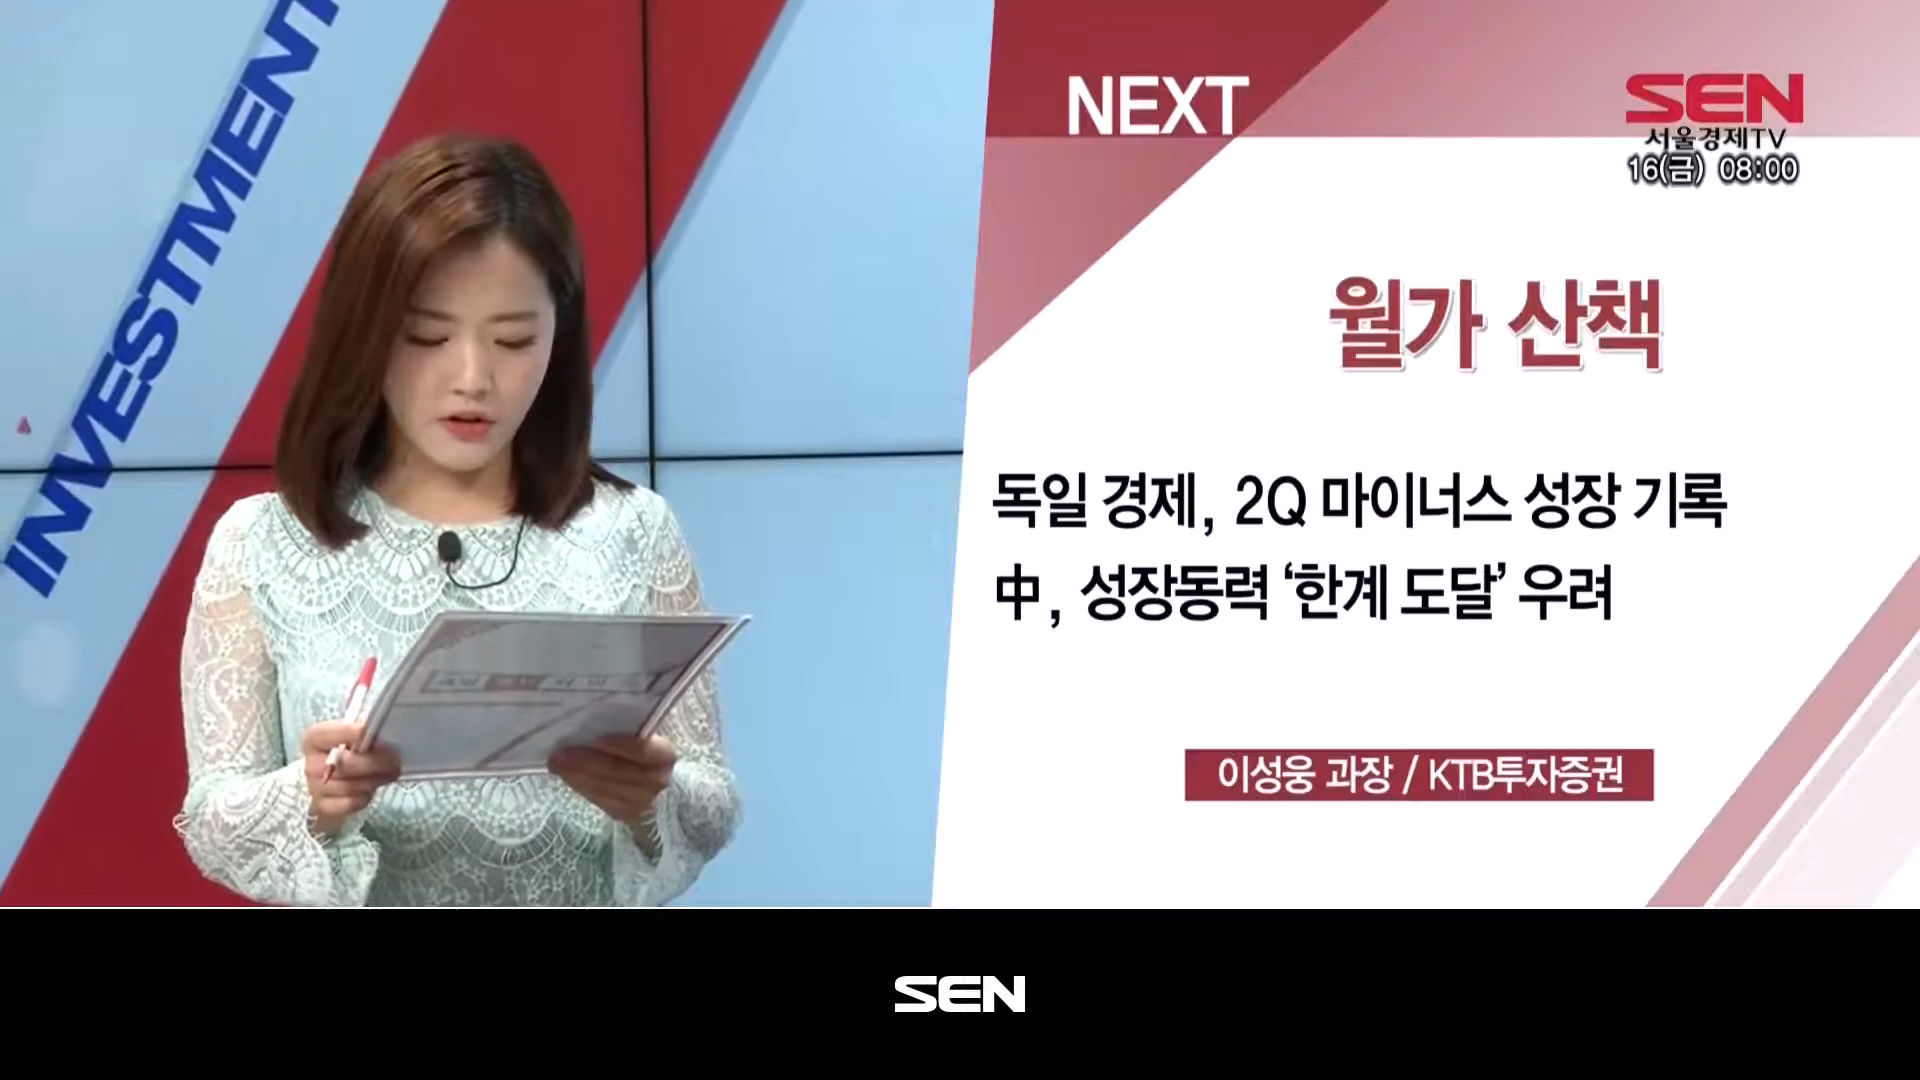 INVESTMENT
NEXT
SEN
서울경제TV
16(금) 08:00
월가 산책
독일 경제, 2Q 마이너스 성장 기록
中, 성장동력 ‘한계 도달’ 우려
이성웅 과장 / KTB투자증권
SEN